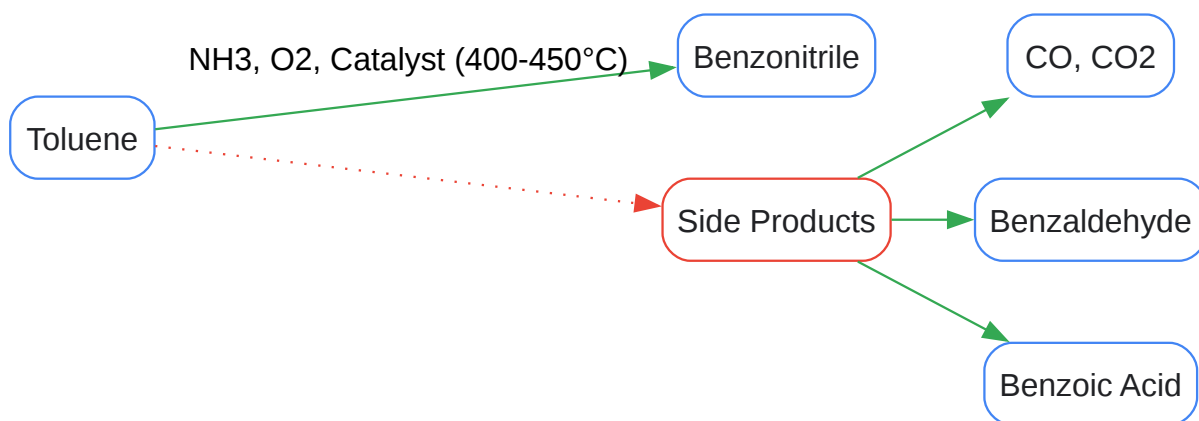 NH3, O2, Catalyst (400-450°C)
Benzonitrile
CO, CO2
Toluene
Side Products
Benzaldehyde
Benzoic Acid